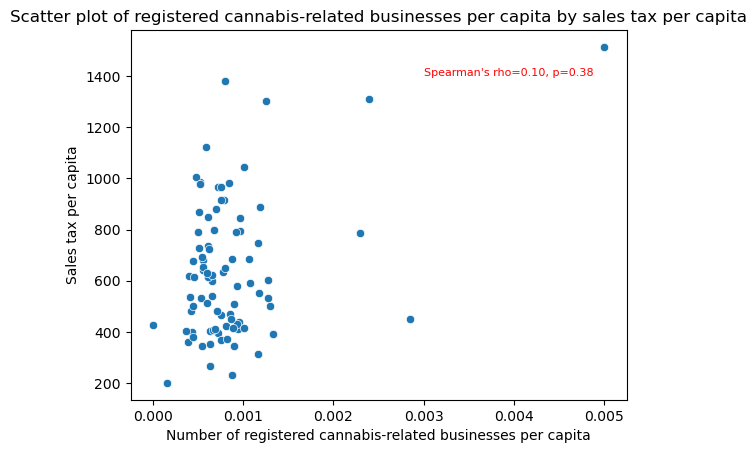 Scatter plot of registered cannabis-related businesses per capita by sales tax per capita
Spearman's rho=0.10, p=0.38
1400
1200
1000
800
600
400
200
Sales tax per capita
0.000 0.001 0.002 0.003 0.004 0.005
Number of registered cannabis-related businesses per capita